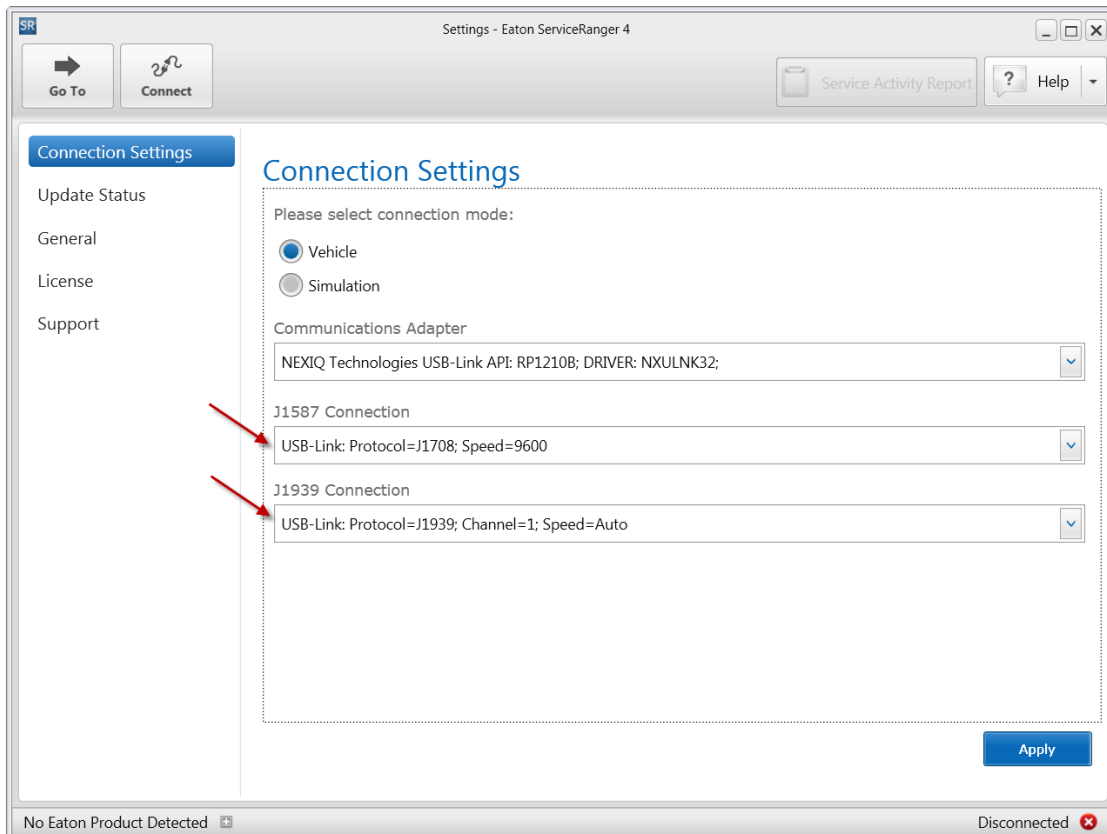 SR
Settings - Eaton ServiceRanger 4
Go To
Connect
Service Activity Report
? Help
Connection Settings
Update Status
General
License
Support
Connection Settings
Please select connection mode:
Vehicle
Simulation
Communications Adapter
NEXIQ Technologies USB-Link API: RP1210B; DRIVER: NXULNK32;
J1587 Connection
USB-Link: Protocol=J1708; Speed=9600
J1939 Connection
USB-Link: Protocol=J1939; Channel=1; Speed=Auto
Apply
No Eaton Product Detected
Disconnected